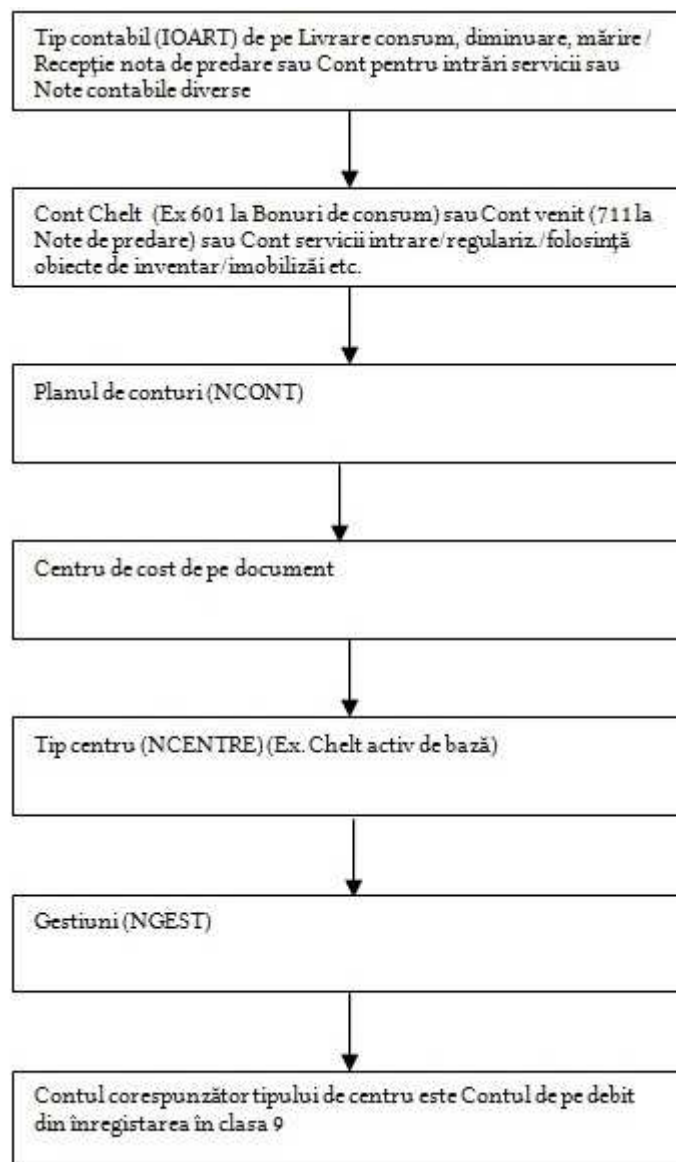 Tip contabil (IOART) de pe Livrare consum, diminuare, mărire /
Recepție nota de predare sau Cont pentru intrări servicii sau
Note contabile diverse
Cont Chelt (Ex 601 la Bonuri de consum) sau Cont venit (711 la
Note de predare) sau Cont servicii intrare/regulariz./folosință
obiecte de inventar/imobilizăi etc.
Planul de conturi (NCONT)
Centru de cost de pe document
Tip centru (NCENTRE) (Ex. Chelt activ de bază)
Gestiuni (NGEST)
Contul corespunzător tipului de centru este Contul de pe debit
din înregistarea în clasa 9